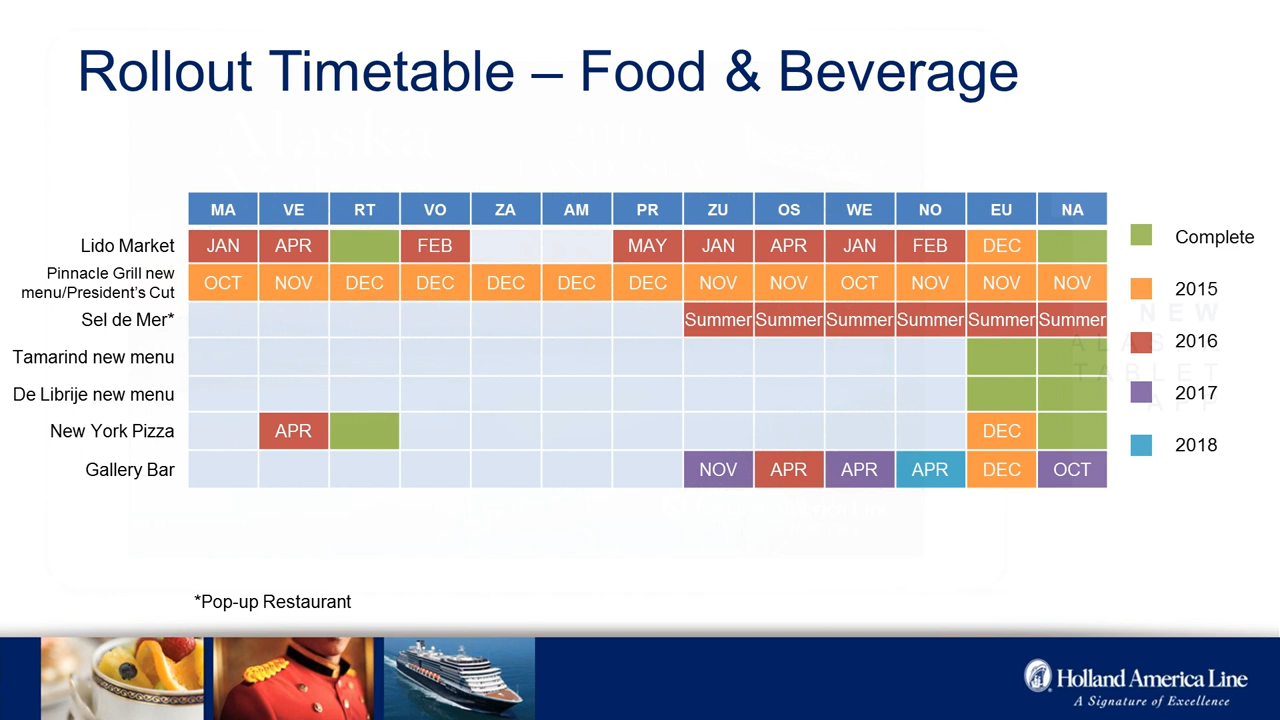 Rollout Timetable – Food & Beverage
MA VE RT VO ZA AM PR ZU OS WE NO EU NA
Lido Market JAN APR FEB MAY JAN APR JAN FEB DEC
Pinnacle Grill new
menu/President's Cut OCT NOV DEC DEC DEC DEC DEC NOV NOV OCT NOV NOV NOV
Sel de Mer* Summer Summer Summer Summer Summer Summer
Tamarind new menu
De Librije new menu
New York Pizza APR DEC
Gallery Bar NOV APR APR APR DEC OCT
Complete
2015
2016
2017
2018
NEW
TABLET
APP
*Pop-up Restaurant
Holland America Line
A Signature of Excellence